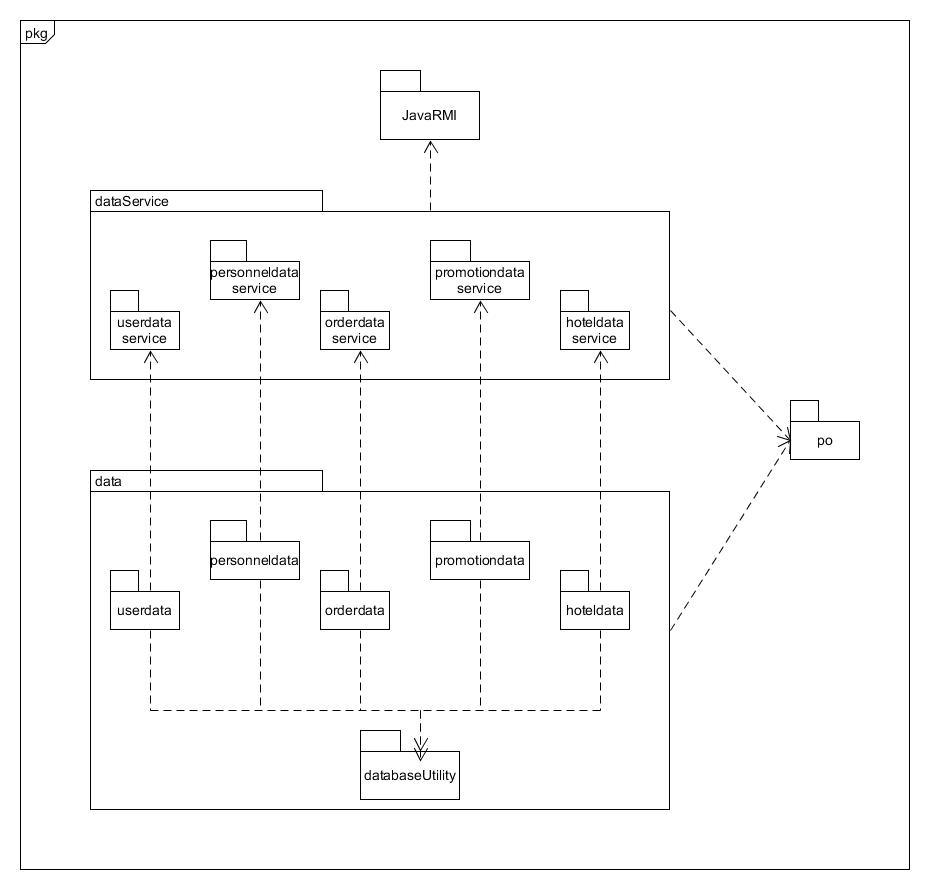 pkg
JavaRMI
dataService
personneldata
service
promotiondata
service
userdata
service
orderdata
service
hoteldata
service
po
data
personneldata
promotiondata
userdata
orderdata
hoteldata
databaseUtility